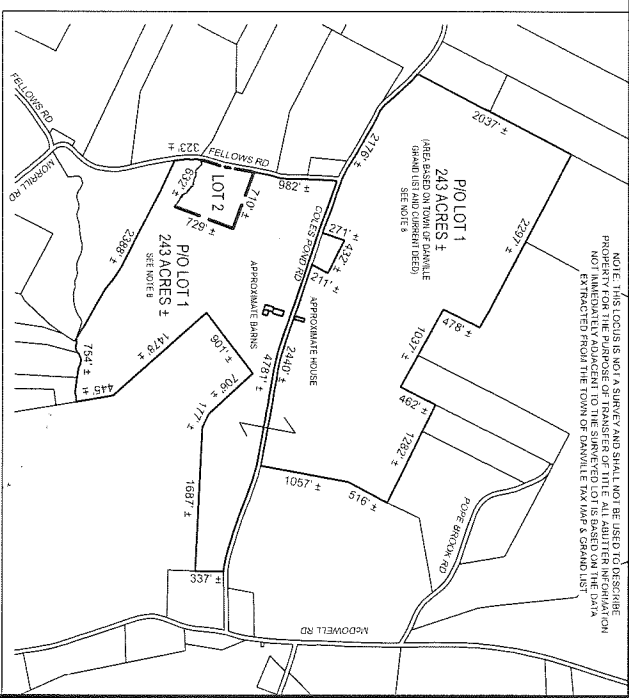 NOTE: THIS LOCUS IS NOT A SURVEY AND SHALL NOT BE USED TO DESCRIBE
PROPERTY FOR THE PURPOSE OF TRANSFER OF TITLE. ALL ABUTTER INFORMATION
NOT IMMEDIATELY ADJACENT TO THE SURVEYED LOT IS BASED ON THE DATA
EXTRACTED FROM THE TOWN OF DANVILLE TAX MAP & GRAND LIST
2037' ±
2297' ±
P/O LOT 1
243 ACRES ±
(AREA BASED ON TOWN OF DANVILLE
GRAND LIST AND CURRENT DEED)
SEE NOTE 8
478' ±
1037' ±
462' ±
1282' ±
516' ±
1057' ±
POPE BROOK RD
2176' ±
COLES POND RD
271' ±
432' ±
211' ±
APPROXIMATE HOUSE
2440' ±
4781' ±
APPROXIMATE BARNS
982' ±
FELLOWS RD
323' ±
LOT 2
710' ±
632' ±
729' ±
P/O LOT 1
243 ACRES ±
SEE NOTE 8
901' ±
706' ±
177' ±
1687' ±
337' ±
1478' ±
2388' ±
754' ±
445' ±
FELLOWS RD
MORRILL RD
McDOWELL RD